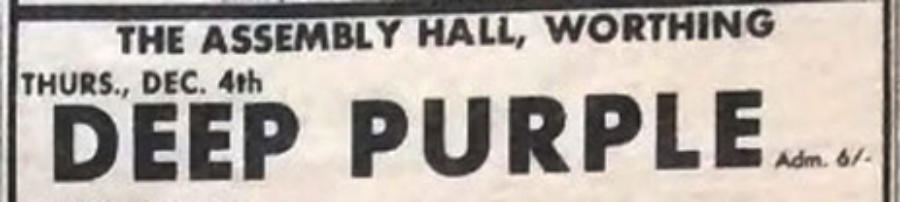 THE ASSEMBLY HALL, WORTHING
THURS., DEC. 4th
DEEP PURPLE Adm. 6/-